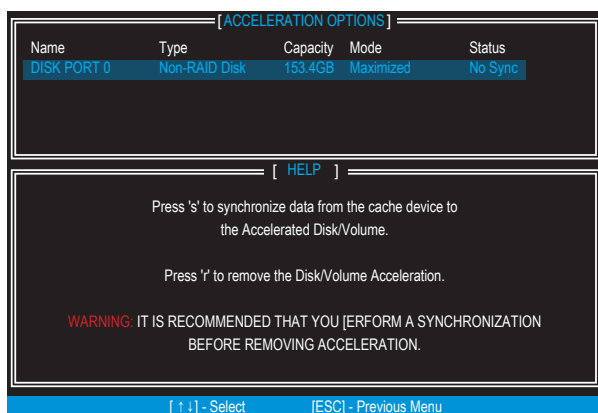 [ ACCELERATION OPTIONS ]
Name Type Capacity Mode Status
DISK PORT 0 Non-RAID Disk 153.4GB Maximized No Sync
[ HELP ]
Press 's' to synchronize data from the cache device to
the Accelerated Disk/Volume.
Press 'r' to remove the Disk/Volume Acceleration.
WARNING: IT IS RECOMMENDED THAT YOU [ERFORM A SYNCHRONIZATION
BEFORE REMOVING ACCELERATION.
[ ↑↓] - Select [ESC] - Previous Menu